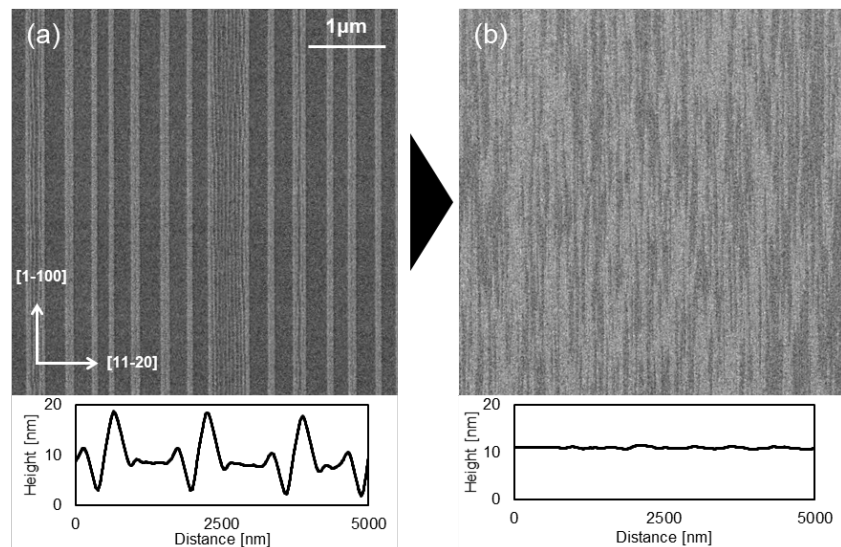 (a)
1μm
[1-100]
[11-20]
20
10
0
Height [nm]
0
2500
5000
Distance [nm]
(b)
20
10
0
Height [nm]
0
2500
5000
Distance [nm]